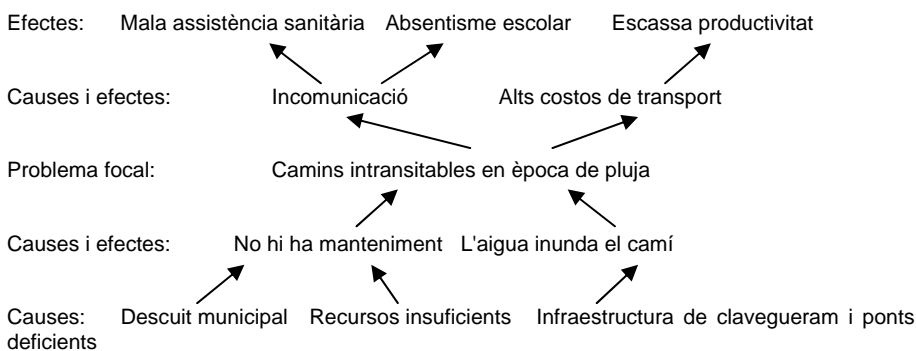 Efectes: Mala assistència sanitària Absentisme escolar Escassa productivitat
Causes i efectes: Incomunicació Alts costos de transport
Problema focal: Camins intransitables en època de pluja
Causes i efectes: No hi ha manteniment L'aigua inunda el camí
Causes: Descuit municipal Recursos insuficients Infraestructura de clavegueram i ponts
deficients